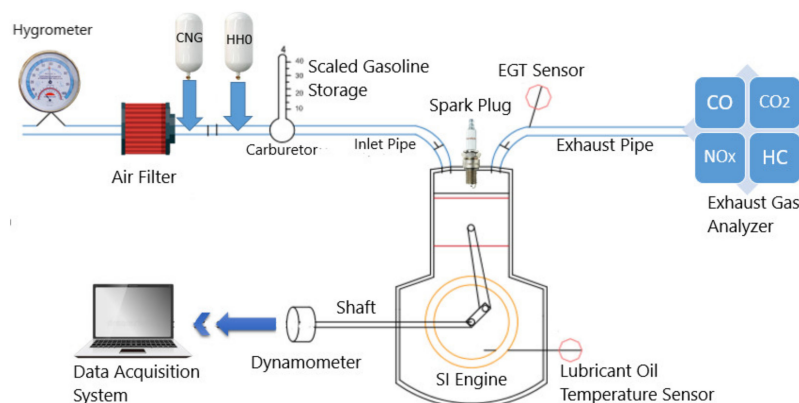 Hygrometer
CNG
HHO
4
40
30
20
10
Scaled Gasoline
Storage
EGT Sensor
Spark Plug
CO
CO2
NOx
HC
Carburetor
Inlet Pipe
Exhaust Pipe
Air Filter
Exhaust Gas
Analyzer
Shaft
Dynamometer
Data Acquisition
System
SI Engine
Lubricant Oil
Temperature Sensor